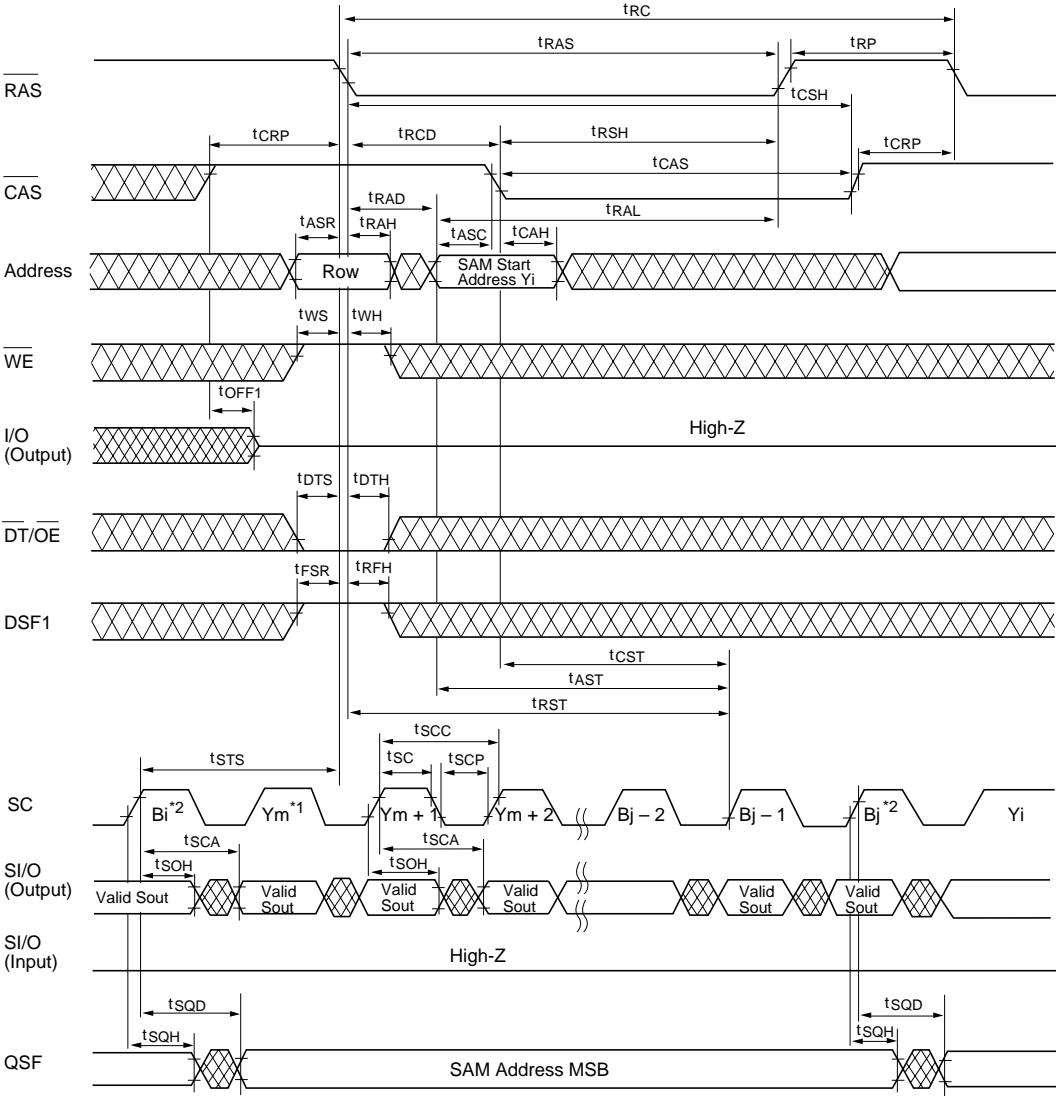 tRC
tRAS
tRP
RAS
tCSH
tCRP
tRCD
tRSH
tCRP
tCAS
CAS
tRAD
tRAL
tASR
tRAH
tASC
tCAH
Address
Row
SAM Start
Address Yi
tWS
tWH
WE
tOFF1
I/O
(Output)
High-Z
tDTS
tDTH
DT/OE
tFSR
tRFH
DSF1
tCST
tAST
tRST
tSCC
tSTS
tSC
tSCP
SC
Bi*2
Ym*1
Ym + 1
Ym + 2
Bj – 2
Bj – 1
Bj*2
Yi
tSCA
tSCA
tSOH
tSOH
SI/O
(Output)
Valid Sout
Valid
Sout
Valid
Sout
Valid
Sout
Valid
Sout
Valid
Sout
SI/O
(Input)
High-Z
tSQD
tSQD
tSQH
tSQH
QSF
SAM Address MSB